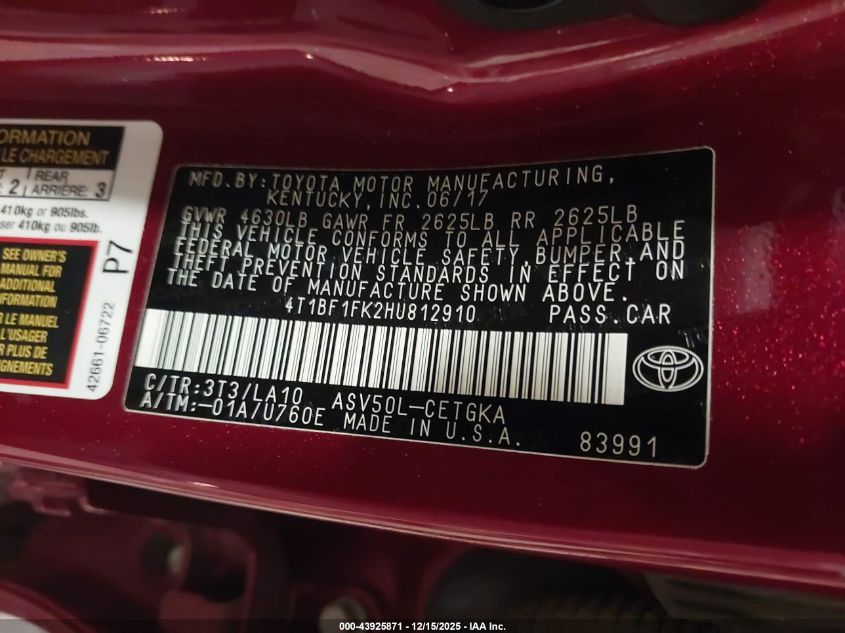 ORMATION
LE CHARGEMENT
2 REAR
ARRIÈRE 3
410kg or 905lbs.
ser 410kg ou 905lb.
SEE OWNER'S
MANUAL FOR
ADDITIONAL
INFORMATION
LE MANUEL
L'USAGER
PLUS DE
P7
42661-06722
MFD.BY:TOYOTA MOTOR MANUFACTURING,
KENTUCKY,INC.06/17
GVWR 4630LB GAWR FR 2625LB RR 2625LB
THIS VEHICLE CONFORMS TO ALL APPLICABLE
FEDERAL MOTOR VEHICLE SAFETY,BUMPER,AND
THEFT PREVENTION STANDARDS IN EFFECT ON
THE DATE OF MANUFACTURE SHOWN ABOVE.
4T1BF1FK2HU812910 PASS.CAR
C/TR:3T3/LA10 ASV50L-CETGKA
A/TM:-01A/U760E MADE IN U.S.A.
83991
TOYOTA
000-43925871 - 12/15/2025 - IAA Inc.